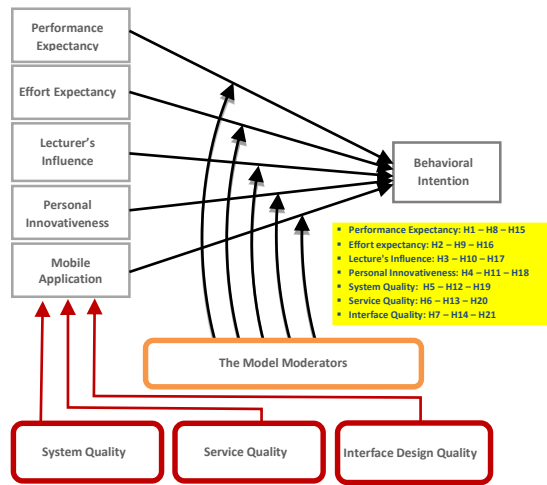 Performance
Expectancy
Effort Expectancy
Lecturer's
Influence
Personal
Innovativeness
Mobile
Application
Behavioral
Intention
▪ Performance Expectancy: H1 – H8 – H15
▪ Effort expectancy: H2 – H9 – H16
▪ Lecture's Influence: H3 – H10 – H17
▪ Personal Innovativeness: H4 – H11 – H18
▪ System Quality: H5 – H12 – H19
▪ Service Quality: H6 – H13 – H20
▪ Interface Quality: H7 – H14 – H21
The Model Moderators
System Quality
Service Quality
Interface Design Quality